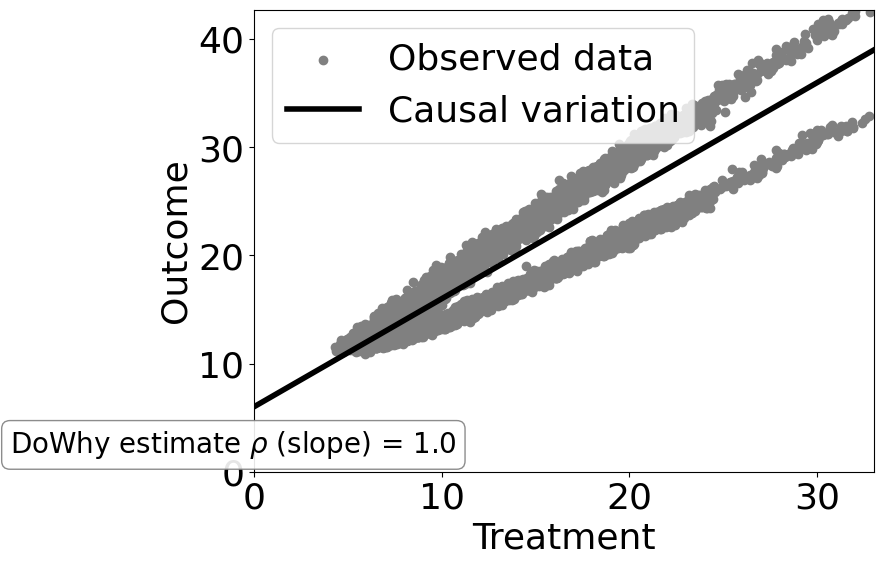 40
30
20
10
0
Outcome
Observed data
Causal variation
DoWhy estimate ρ (slope) = 1.0
0 10 20 30
Treatment